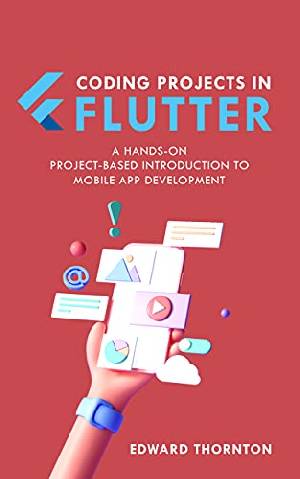 CODING PROJECTS IN
FLUTTER
A HANDS-ON
PROJECT-BASED INTRODUCTION TO
MOBILE APP DEVELOPMENT
!
@
EDWARD THORNTON